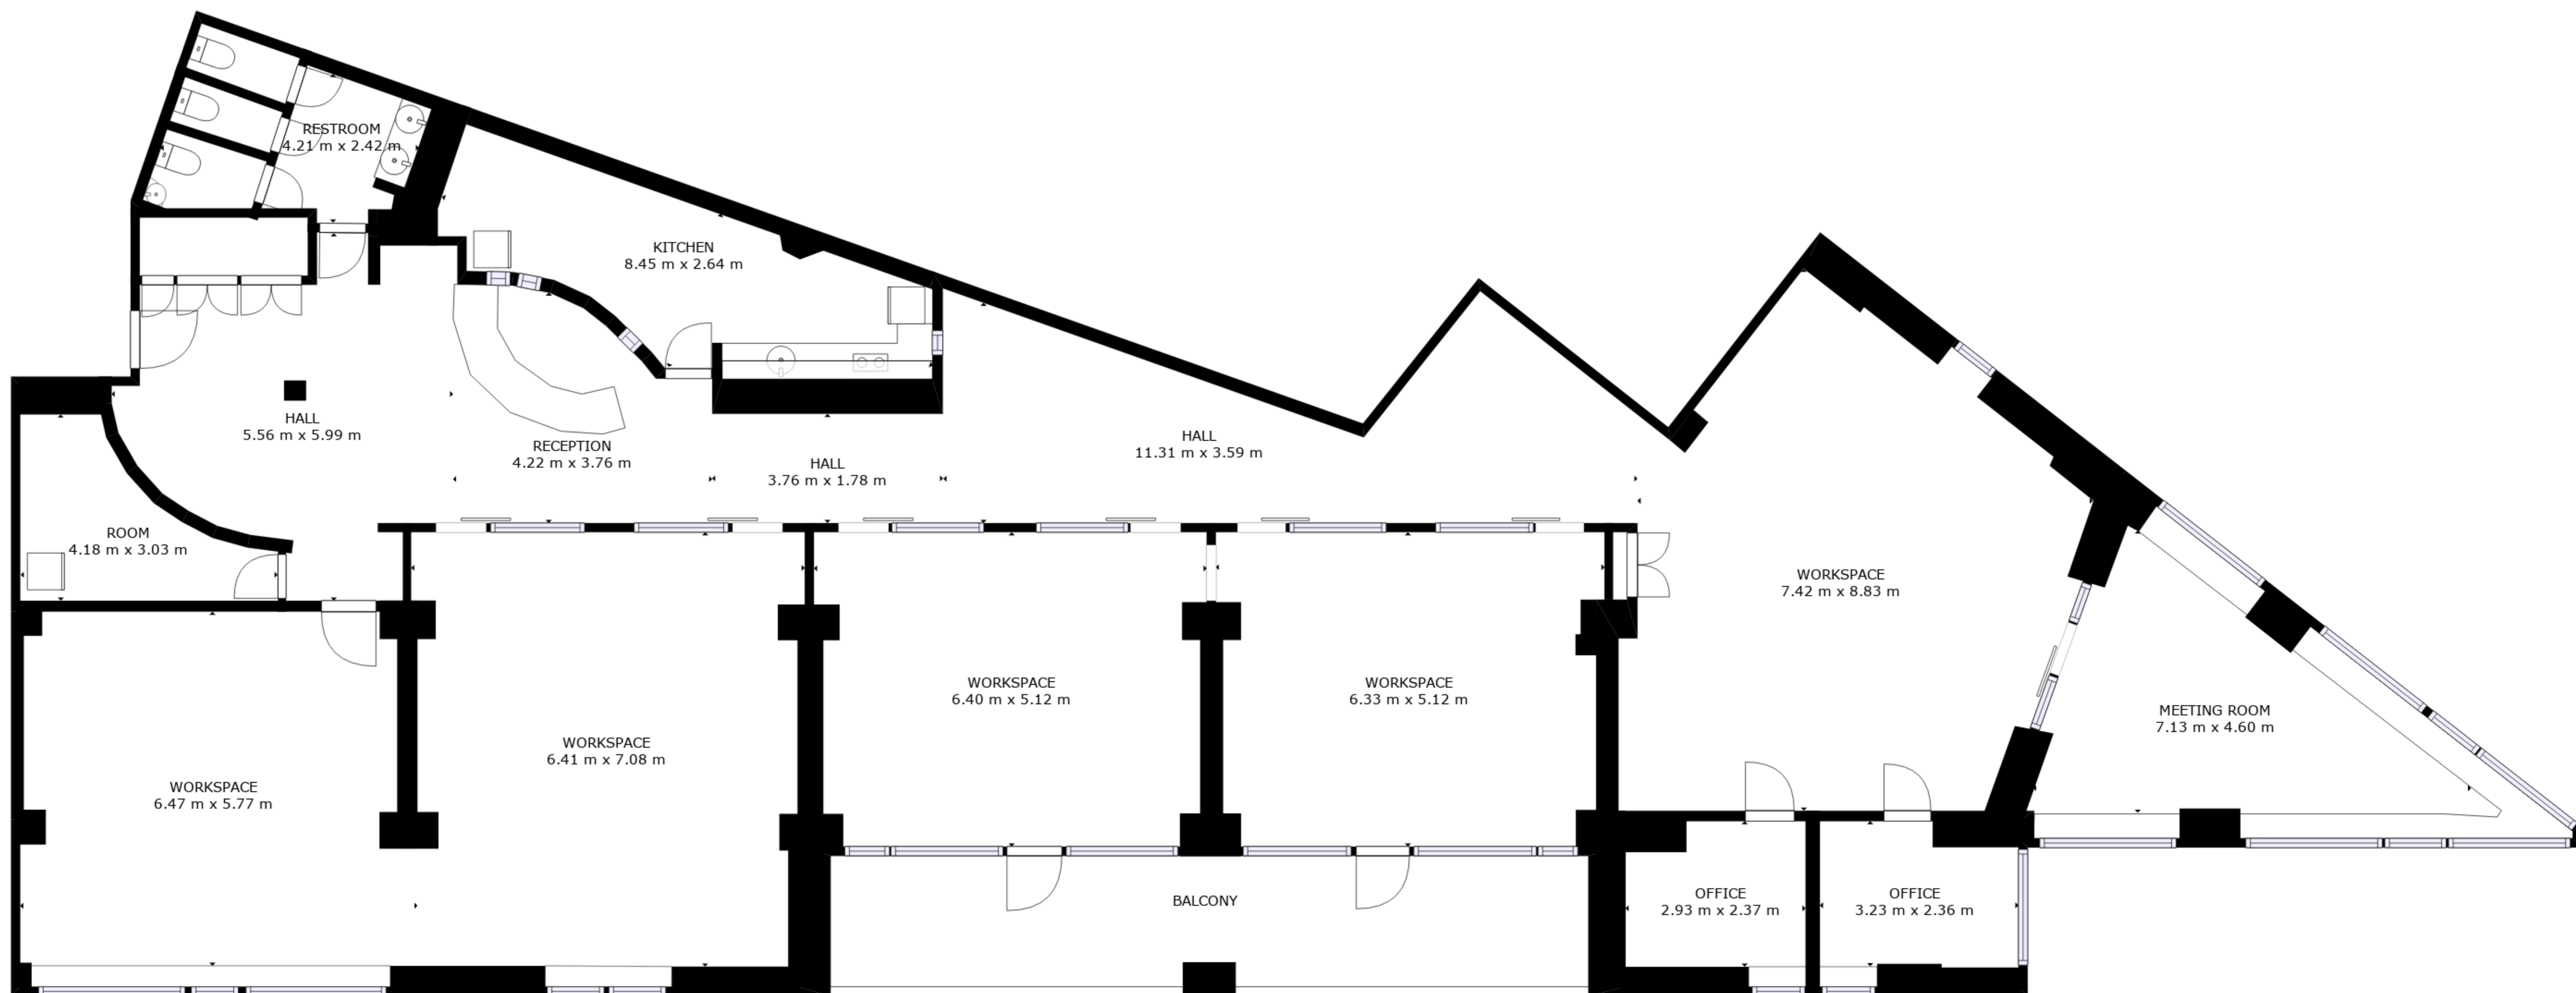 RESTROOM
4.21 m x 2.42 m
KITCHEN
8.45 m x 2.64 m
HALL
5.56 m x 5.99 m
RECEPTION
4.22 m x 3.76 m
HALL
3.76 m x 1.78 m
HALL
11.31 m x 3.59 m
ROOM
4.18 m x 3.03 m
WORKSPACE
7.42 m x 8.83 m
WORKSPACE
6.40 m x 5.12 m
WORKSPACE
6.33 m x 5.12 m
MEETING ROOM
7.13 m x 4.60 m
WORKSPACE
6.41 m x 7.08 m
WORKSPACE
6.47 m x 5.77 m
BALCONY
OFFICE
2.93 m x 2.37 m
OFFICE
3.23 m x 2.36 m